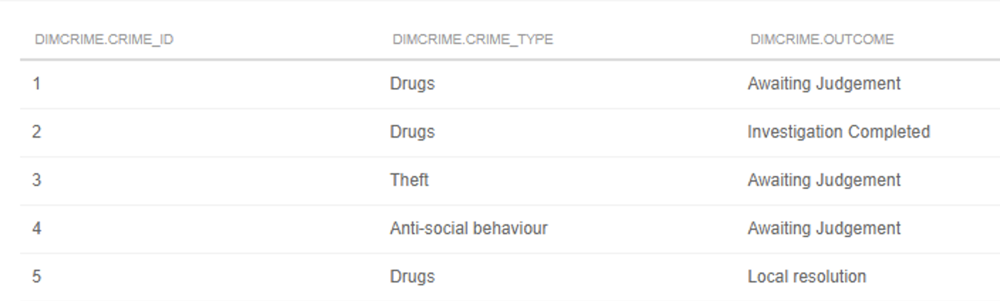 DIMCRIME.CRIME_ID DIMCRIME.CRIME_TYPE DIMCRIME.OUTCOME
1 Drugs Awaiting Judgement
2 Drugs Investigation Completed
3 Theft Awaiting Judgement
4 Anti-social behaviour Awaiting Judgement
5 Drugs Local resolution